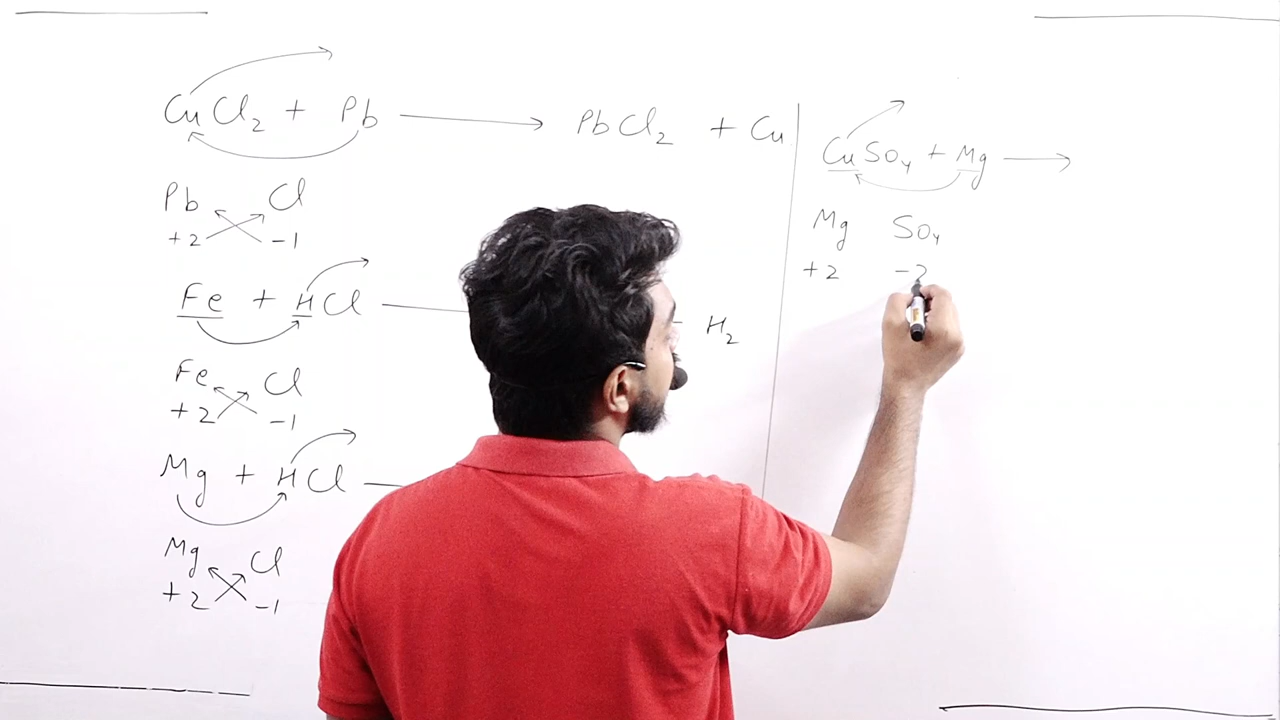 CuCl₂ + Pb ⟶ PbCl₂ + Cu
Pb Cl
+2 -1
Fe + HCl
H₂
Fe Cl
+2 -1
Mg + HCl
Mg Cl
+2 -1
CuSO₄ + Mg ⟶
Mg SO₄
+2 -2